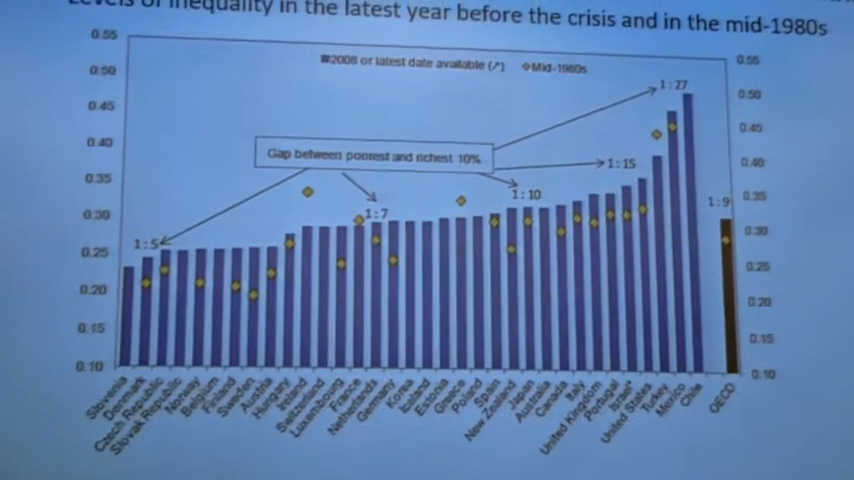 Levels of inequality in the latest year before the crisis and in the mid-1980s
0.55
0.50
0.45
0.40
0.35
0.30
0.25
0.20
0.15
0.10
2008 or latest date available (↗) Mid-1980s
Gap between poorest and richest 10%
1 : 5
1 : 7
1 : 10
1 : 15
1 : 27
1 : 9
0.55
0.50
0.45
0.40
0.35
0.30
0.25
0.20
0.15
0.10
Slovenia
Denmark
Czech Republic
Slovak Republic
Norway
Belgium
Finland
Sweden
Austria
Hungary
Ireland
Switzerland
Luxembourg
France
Netherlands
Germany
Korea
Iceland
Estonia
Greece
Poland
Spain
New Zealand
Japan
Australia
Canada
Italy
United Kingdom
Portugal
Israel*
United States
Turkey
Mexico
Chile
OECD